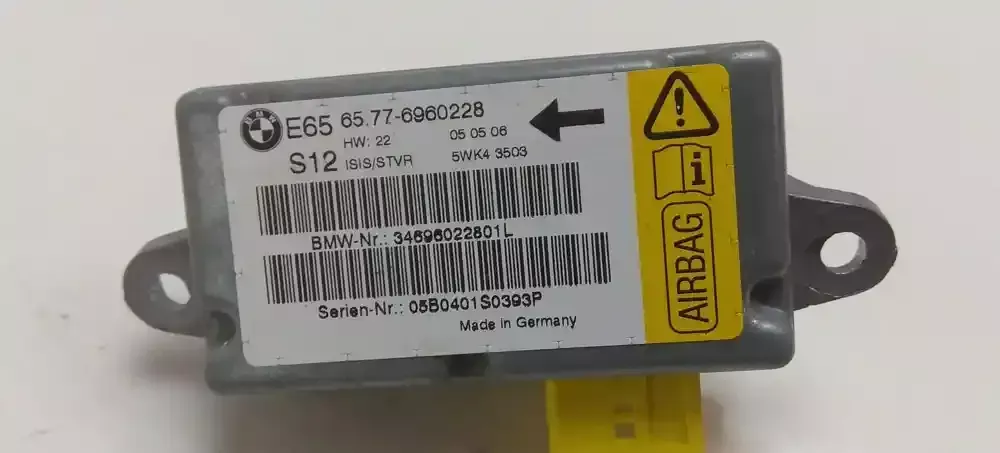 E65 65.77-6960228
HW: 22 05 05 06
S12 ISIS/STVR 5WK4 3503
BMW-Nr.: 34696022801L
Serien-Nr.: 05B0401S0393P
Made in Germany
BMW
i
AIRBAG